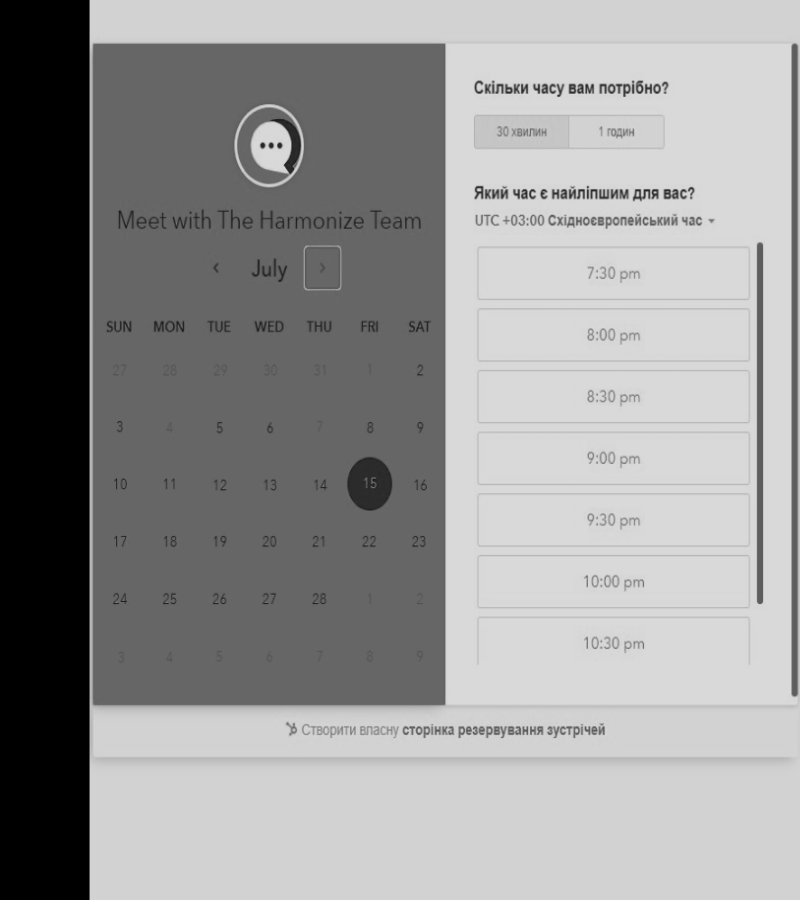 Meet with The Harmonize Team
‹ July ›
SUN MON TUE WED THU FRI SAT
27 28 29 30 31 1 2
3 4 5 6 7 8 9
10 11 12 13 14 15 16
17 18 19 20 21 22 23
24 25 26 27 28 1 2
3 4 5 6 7 8 9
Скільки часу вам потрібно?
30 хвилин 1 годин
Який час є найліпшим для вас?
UTC +03:00 Східноєвропейський час
7:30 pm
8:00 pm
8:30 pm
9:00 pm
9:30 pm
10:00 pm
10:30 pm
Створити власну сторінка резервування зустрічей